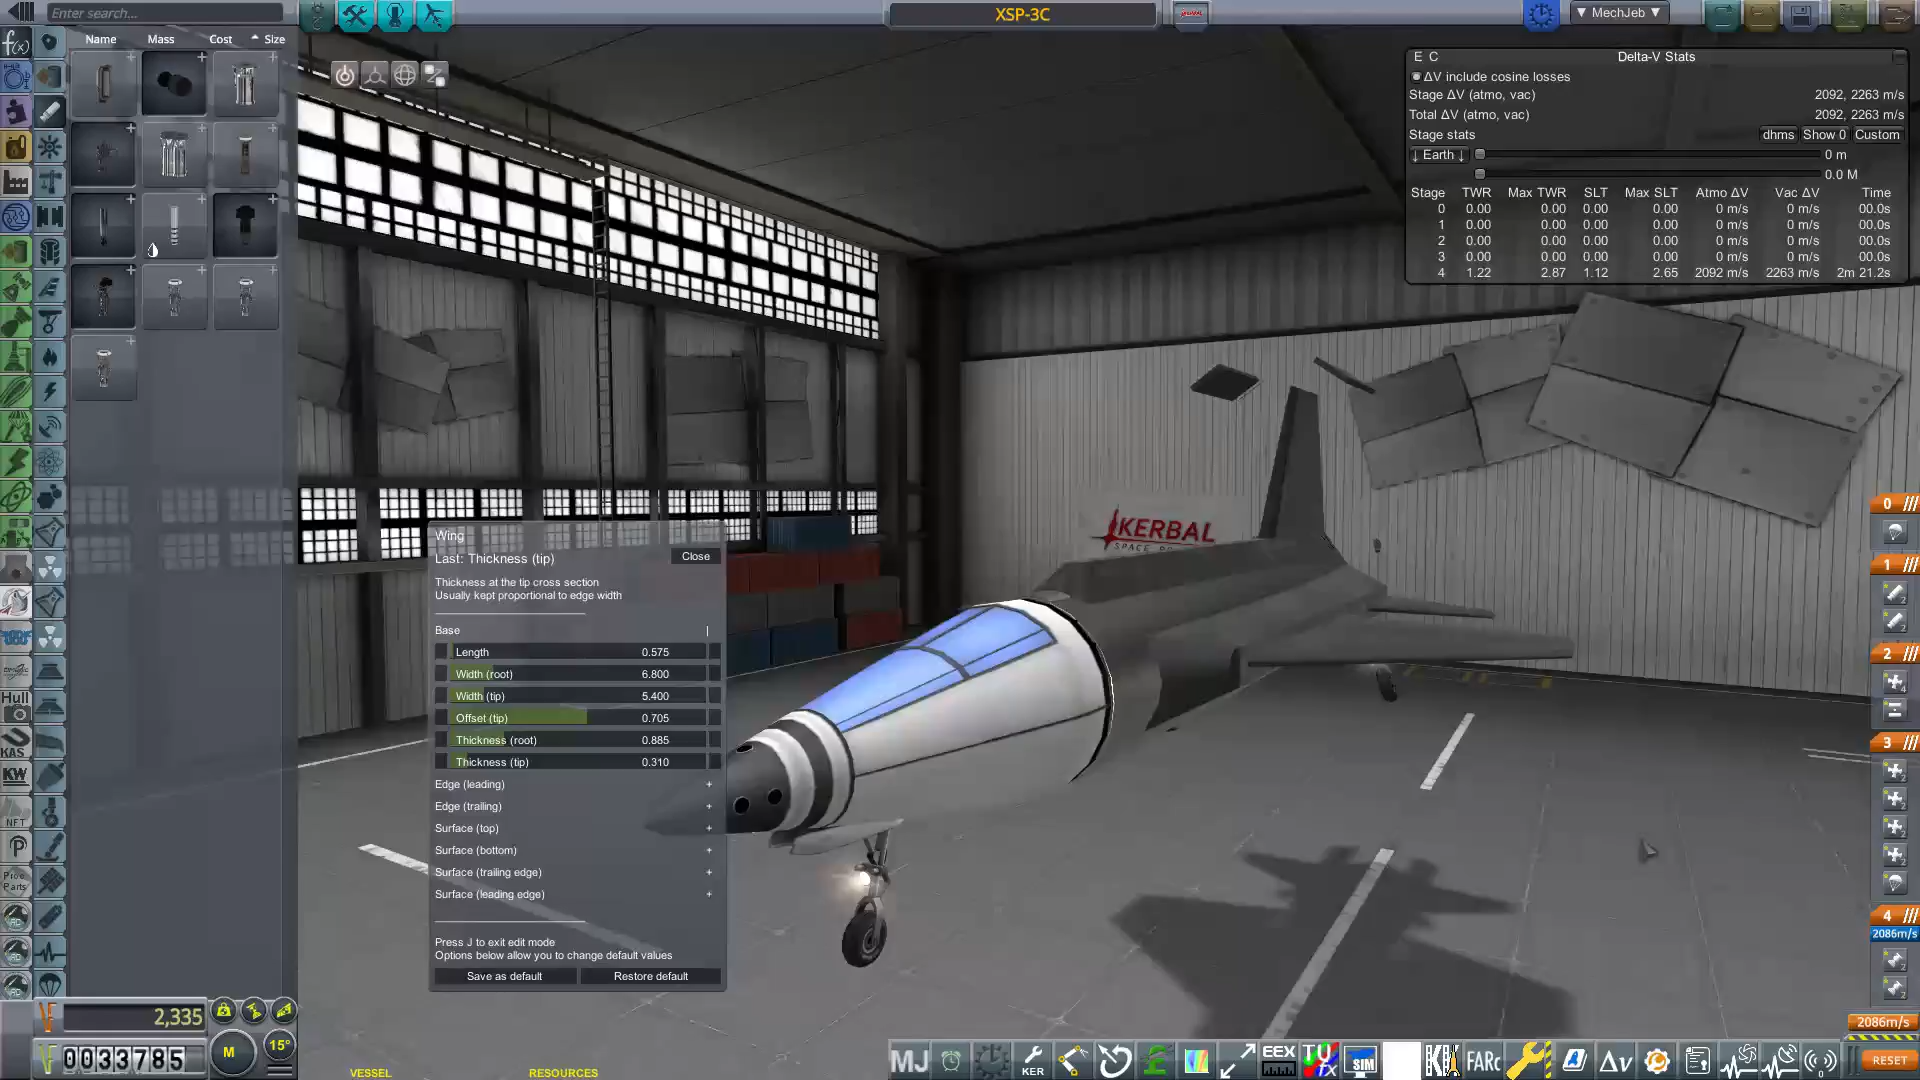 Enter search...
XSP-3C
▼ MechJeb ▼
Name Mass Cost Size
E C Delta-V Stats
ΔV include cosine losses
Stage ΔV (atmo, vac) 2092, 2263 m/s
Total ΔV (atmo, vac) 2092, 2263 m/s
Stage stats dhms Show 0 Custom
↓ Earth ↓ 0 m
0.0 M
Stage TWR Max TWR SLT Max SLT Atmo ΔV Vac ΔV Time
0 0.00 0.00 0.00 0.00 0 m/s 0 m/s 00.0s
1 0.00 0.00 0.00 0.00 0 m/s 0 m/s 00.0s
2 0.00 0.00 0.00 0.00 0 m/s 0 m/s 00.0s
3 0.00 0.00 0.00 0.00 0 m/s 0 m/s 00.0s
4 1.22 2.87 1.12 2.65 2092 m/s 2263 m/s 2m 21.2s
KERBAL
Wing
Last: Thickness (tip) Close
Thickness at the tip cross section
Usually kept proportional to edge width
Base
Length 0.575
Width (root) 6.800
Width (tip) 5.400
Offset (tip) 0.705
Thickness (root) 0.885
Thickness (tip) 0.310
Edge (leading) +
Edge (trailing) +
Surface (top) +
Surface (bottom) +
Surface (trailing edge) +
Surface (leading edge) +
Press J to exit edit mode
Options below allow you to change default values
Save as default Restore default
f(x)
Hull
KAS
KW
NFT
Proc
Parts
0
1
2
3
4
2086m/s
2086m/s
2,335
0033785
M
15°
VESSEL RESOURCES
MJ
KER
EEX
SIM
FARc
Δv
RESET